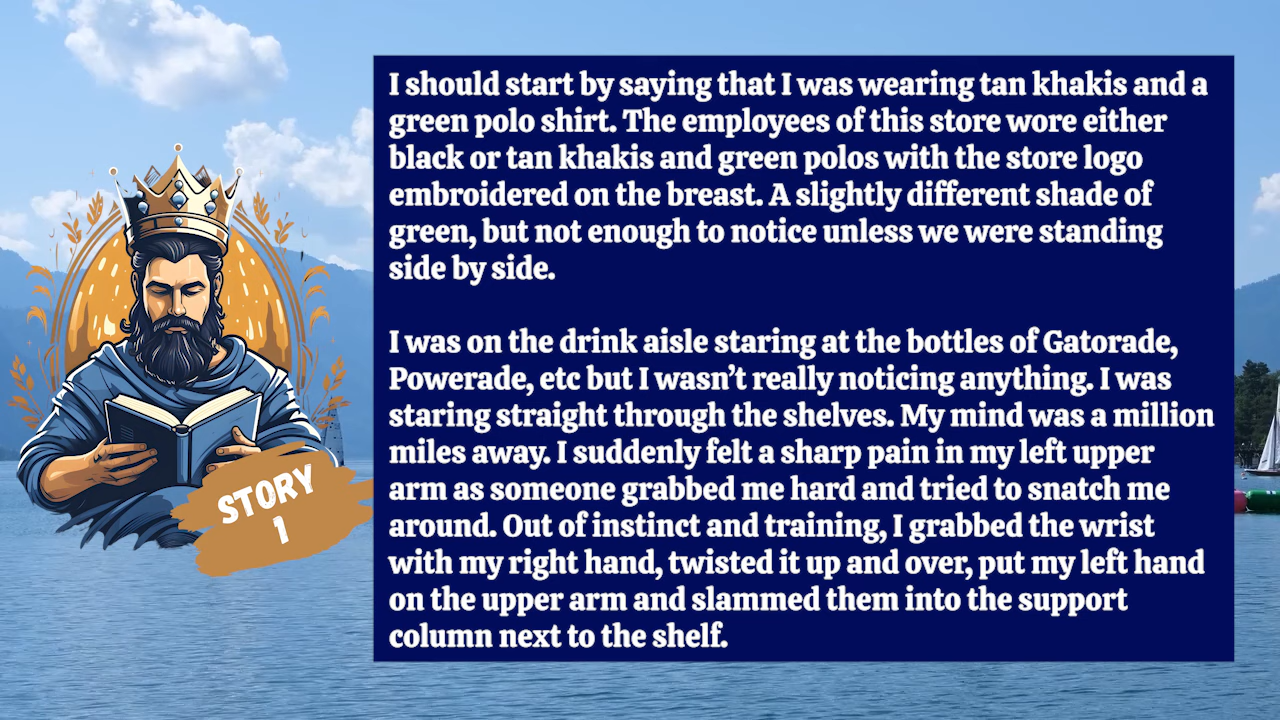 I should start by saying that I was wearing tan khakis and a
green polo shirt. The employees of this store wore either
black or tan khakis and green polos with the store logo
embroidered on the breast. A slightly different shade of
green, but not enough to notice unless we were standing
side by side.
I was on the drink aisle staring at the bottles of Gatorade,
Powerade, etc but I wasn’t really noticing anything. I was
staring straight through the shelves. My mind was a million
miles away. I suddenly felt a sharp pain in my left upper
arm as someone grabbed me hard and tried to snatch me
around. Out of instinct and training, I grabbed the wrist
with my right hand, twisted it up and over, put my left hand
on the upper arm and slammed them into the support
column next to the shelf.
STORY
1